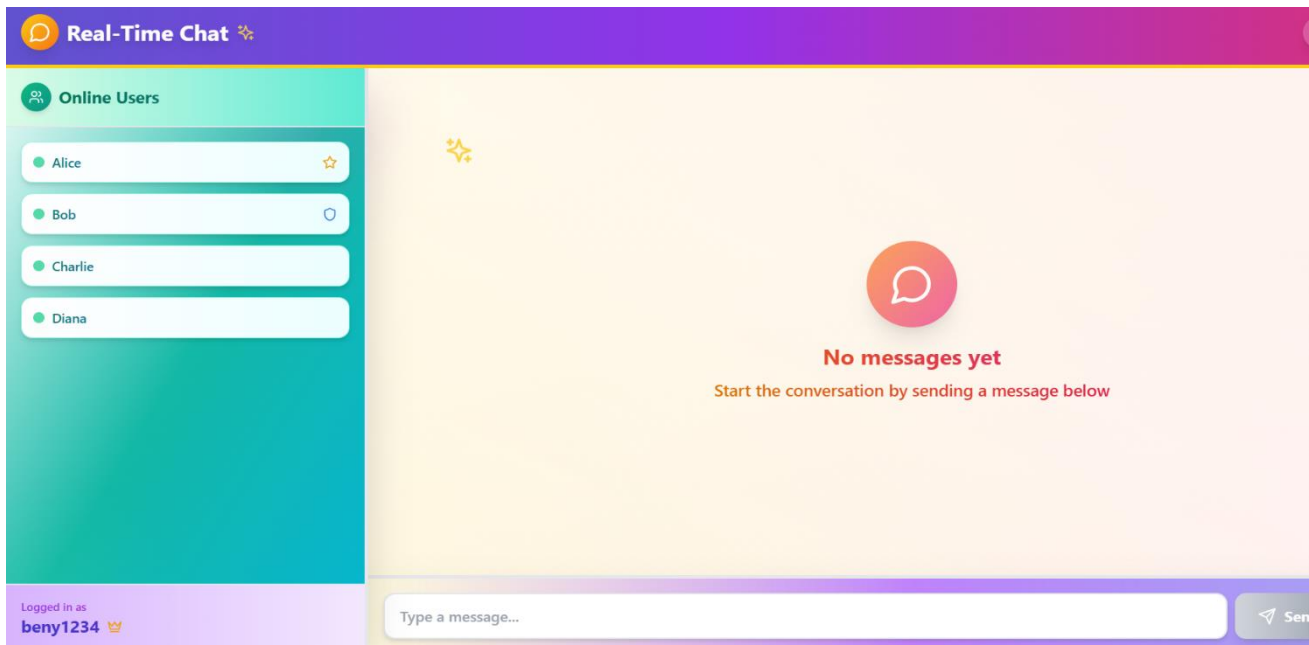 Real-Time Chat
Online Users
Alice
Bob
Charlie
Diana
No messages yet
Start the conversation by sending a message below
Logged in as
beny1234
Type a message...
Sen